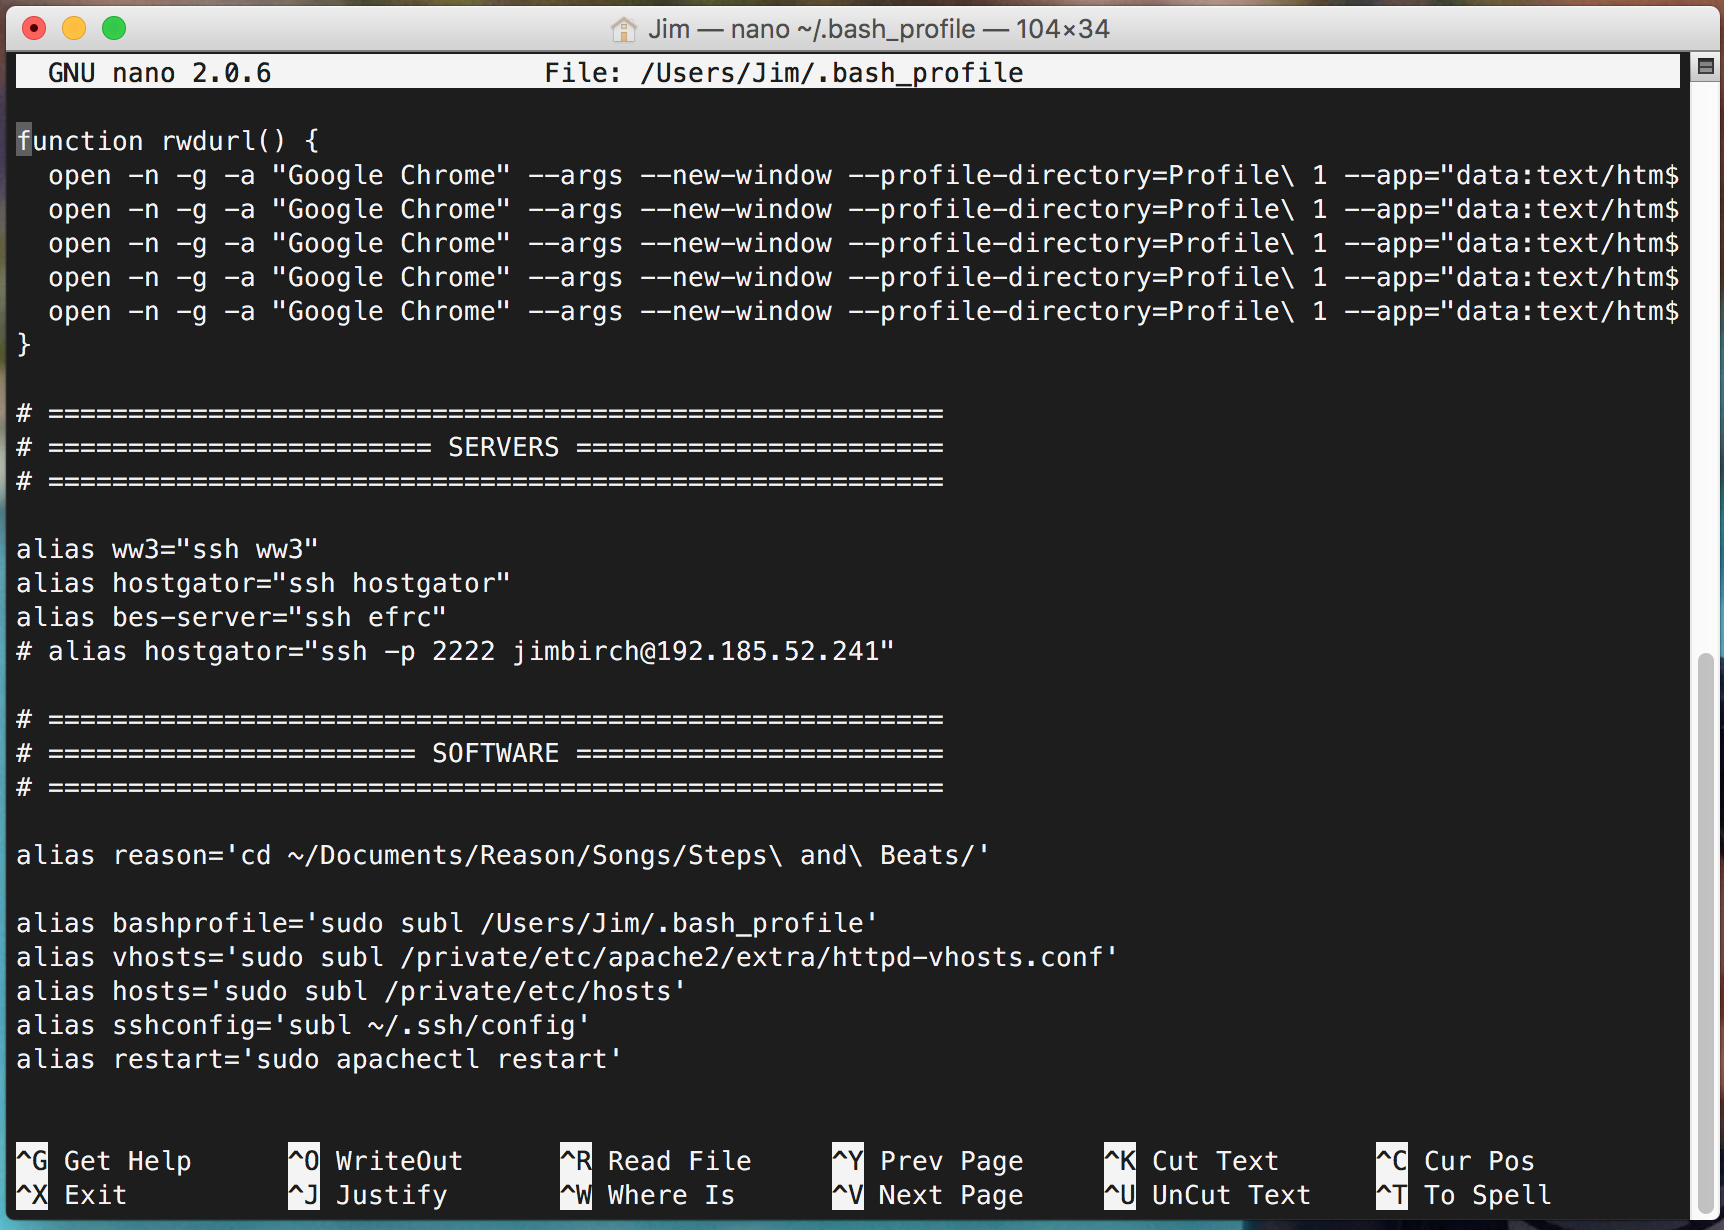 Jim — nano ~/.bash_profile — 104×34
GNU nano 2.0.6 File: /Users/Jim/.bash_profile
function rwdurl() {
  open -n -g -a "Google Chrome" --args --new-window --profile-directory=Profile\ 1 --app="data:text/htm$
  open -n -g -a "Google Chrome" --args --new-window --profile-directory=Profile\ 1 --app="data:text/htm$
  open -n -g -a "Google Chrome" --args --new-window --profile-directory=Profile\ 1 --app="data:text/htm$
  open -n -g -a "Google Chrome" --args --new-window --profile-directory=Profile\ 1 --app="data:text/htm$
  open -n -g -a "Google Chrome" --args --new-window --profile-directory=Profile\ 1 --app="data:text/htm$
}
# ========================================================
# ======================== SERVERS =======================
# ========================================================
alias ww3="ssh ww3"
alias hostgator="ssh hostgator"
alias bes-server="ssh efrc"
# alias hostgator="ssh -p 2222 jimbirch@192.185.52.241"
# ========================================================
# ======================= SOFTWARE =======================
# ========================================================
alias reason='cd ~/Documents/Reason/Songs/Steps\ and\ Beats/'
alias bashprofile='sudo subl /Users/Jim/.bash_profile'
alias vhosts='sudo subl /private/etc/apache2/extra/httpd-vhosts.conf'
alias hosts='sudo subl /private/etc/hosts'
alias sshconfig='subl ~/.ssh/config'
alias restart='sudo apachectl restart'
^G Get Help ^O WriteOut ^R Read File ^Y Prev Page ^K Cut Text ^C Cur Pos
^X Exit ^J Justify ^W Where Is ^V Next Page ^U UnCut Text ^T To Spell